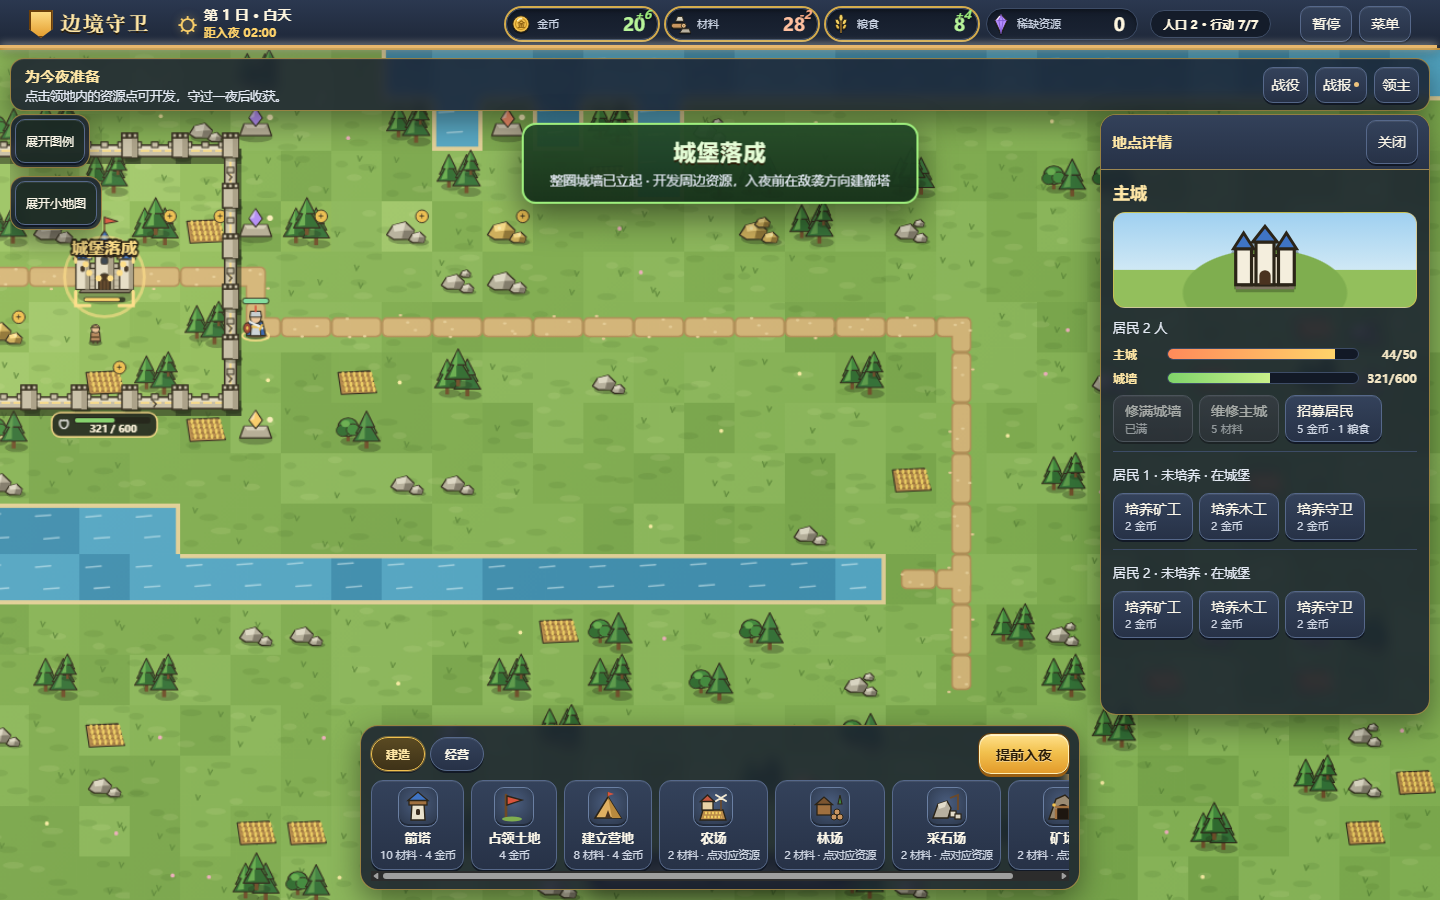 边境守卫
第 1 日 · 白天
距入夜 02:00
金
金币
20
+6
材料
28
-2
粮食
8
+4
稀缺资源
0
人口 2 · 行动 7/7
暂停
菜单
为今夜准备
点击领地内的资源点可开发，守过一夜后收获。
战役
战报
领主
展开图例
展开小地图
城堡落成
整圈城墙已立起 · 开发周边资源，入夜前在敌袭方向建箭塔
城堡落成
321 / 600
地点详情
关闭
主城
居民 2 人
主城
44/50
城墙
321/600
修满城墙
已满
维修主城
5 材料
招募居民
5 金币 · 1 粮食
居民 1 · 未培养 · 在城堡
培养矿工
2 金币
培养木工
2 金币
培养守卫
2 金币
居民 2 · 未培养 · 在城堡
培养矿工
2 金币
培养木工
2 金币
培养守卫
2 金币
建造
经营
提前入夜
箭塔
10 材料 · 4 金币
占领土地
4 金币
建立营地
8 材料 · 4 金币
农场
2 材料 · 点对应资源
林场
2 材料 · 点对应资源
采石场
2 材料 · 点对应资源
矿
2 材料 · 点